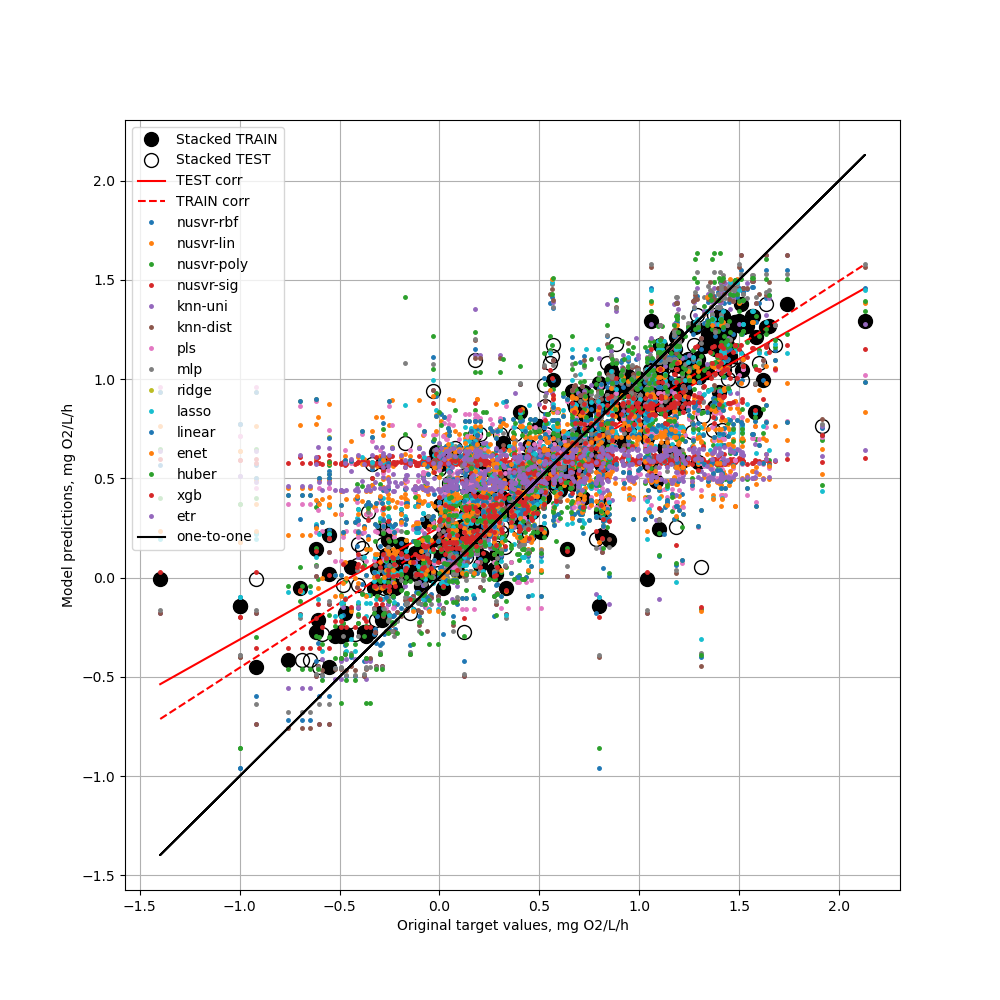 Stacked TRAIN
Stacked TEST
TEST corr
TRAIN corr
nusvr-rbf
nusvr-lin
nusvr-poly
nusvr-sig
knn-uni
knn-dist
pls
mlp
ridge
lasso
linear
enet
huber
xgb
etr
one-to-one
2.0
1.5
1.0
0.5
0.0
−0.5
−1.0
−1.5
Model predictions, mg O2/L/h
−1.5
−1.0
−0.5
0.0
0.5
1.0
1.5
2.0
Original target values, mg O2/L/h